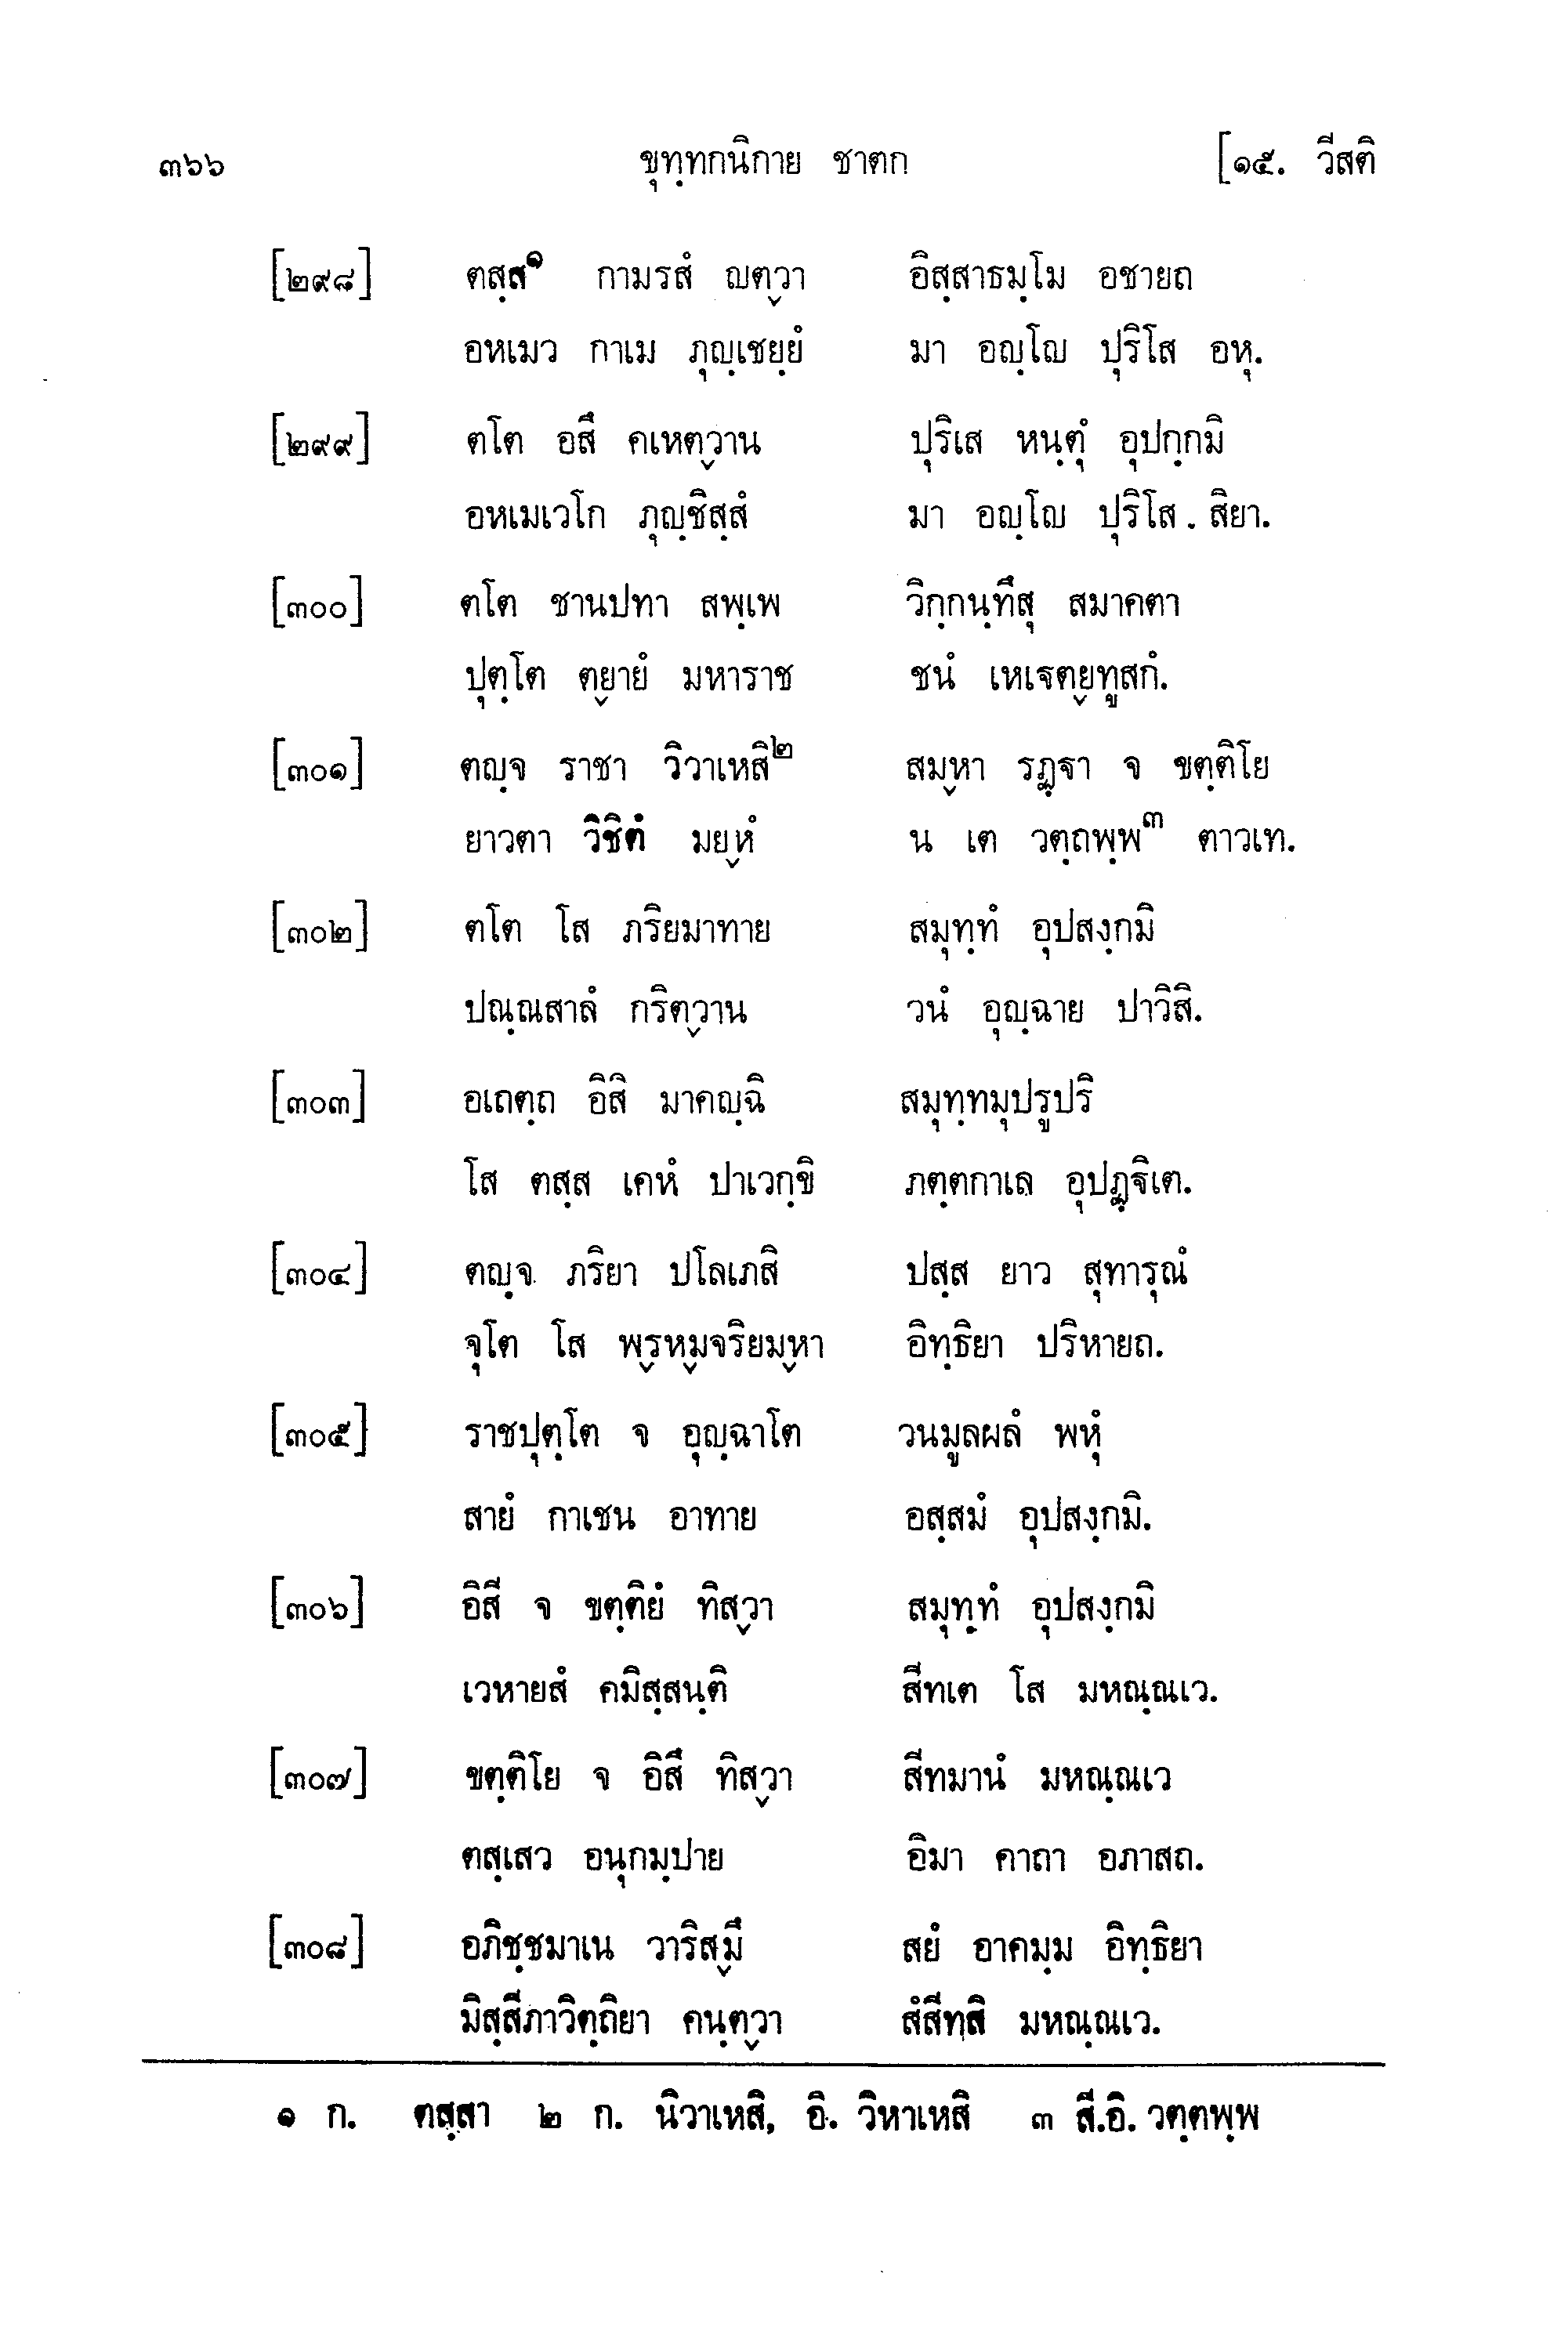 ๓๖๖ ขุทฺทกนิกาย ชาตก [๑๕. วีสติ
[๒๙๘] ตสฺส๑ กามรสํ ญตฺวา อิสฺสาธมฺโม อชายถ
อหเมว กาเม ภุญฺเชยฺยํ มา อญฺโญ ปุริโส อหุ.
[๒๙๙] ตโต อสึ คเหตฺวาน ปุริเส หนฺตุํ อุปกฺกมิ
อหเมเวโก ภุญฺชิสฺสํ มา อญฺโญ ปุริโส สิยา.
[๓๐๐] ตโต ชานปทา สพฺเพ วิกฺกนฺทึสุ สมาคตา
ปุตฺโต ตฺยายํ มหาราช ชนํ เหเฐตฺยทูสกํ.
[๓๐๑] ตญฺจ ราชา วิวาเหสิ๒ สมฺหา รฏฺฐา จ ขตฺติโย
ยาวตา วิชิตํ มยฺหํ น เต วตฺถพฺพ๓ ตาวเท.
[๓๐๒] ตโต โส ภริยมาทาย สมุทฺทํ อุปสงฺกมิ
ปณฺณสาลํ กริตฺวาน วนํ อุญฺฉาย ปาวิสิ.
[๓๐๓] อเถตฺถ อิสิ มาคญฺฉิ สมุทฺทมุปรูปริ
โส ตสฺส เคหํ ปาเวกฺขิ ภตฺตกาเล อุปฏฺฐิเต.
[๓๐๔] ตญฺจ ภริยา ปโลเภสิ ปสฺส ยาว สุทารุณํ
จุโต โส พฺรหฺมจริยมฺหา อิทฺธิยา ปริหายถ.
[๓๐๕] ราชปุตฺโต จ อุญฺฉาโต วนมูลผลํ พหุํ
สายํ กาเชน อาทาย อสฺสมํ อุปสงฺกมิ.
[๓๐๖] อิสี จ ขตฺติยํ ทิสฺวา สมุทฺทํ อุปสงฺกมิ
เวหายสํ คมิสฺสนฺติ สีทเต โส มหณฺณเว.
[๓๐๗] ขตฺติโย จ อิสึ ทิสฺวา สีทมานํ มหณฺณเว
ตสฺเสว อนุกมฺปาย อิมา คาถา อภาสถ.
[๓๐๘] อภิชฺชมาเน วาริสฺมึ สยํ อาคมฺม อิทฺธิยา
มิสฺสีภาวิตฺถิยา คนฺตฺวา สํสีทสิ มหณฺณเว.
๑ ก. ตสฺสา ๒ ก. นิวาเหสิ, อิ. วิหาเหสิ ๓ สี.อิ. วตฺตพฺพ